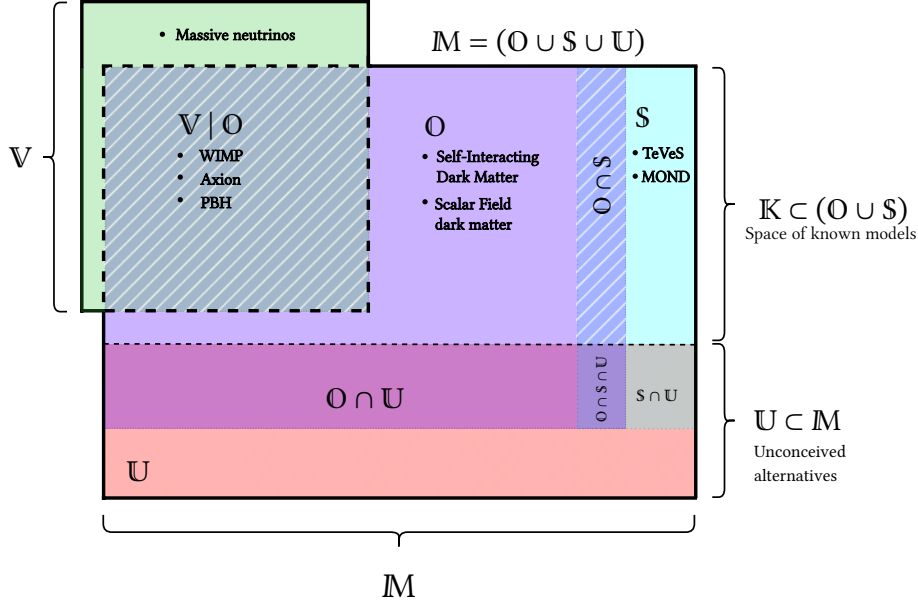 • Massive neutrinos
𝕄 = (𝕆 ∪ 𝕊 ∪ 𝕌)
𝕍 | 𝕆
• WIMP
• Axion
• PBH
𝕆
• Self-Interacting
Dark Matter
• Scalar Field
dark matter
𝕆 ∩ 𝕊
𝕊
• TeVeS
• MOND
𝕍
𝕂 ⊂ (𝕆 ∪ 𝕊)
Space of known models
𝕆 ∩ 𝕌
𝕆 ∩ 𝕊 ∩ 𝕌
𝕊 ∩ 𝕌
𝕌 ⊂ 𝕄
Unconceived
alternatives
𝕌
𝕄